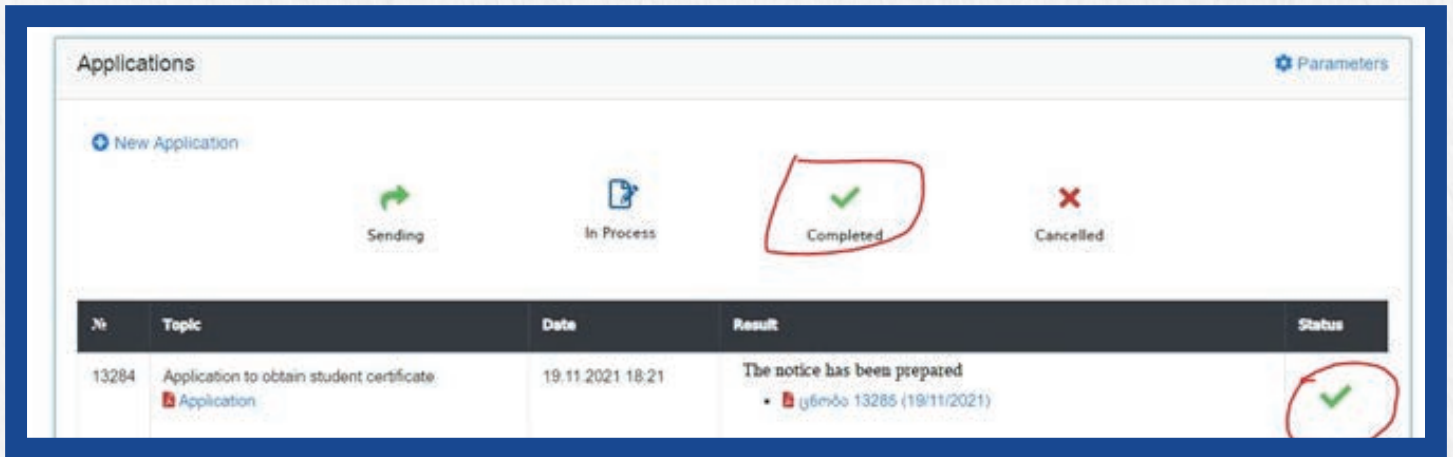 Applications
Parameters
New Application
Sending
In Process
Completed
Cancelled
№ Topic Date Result Status
13284 Application to obtain student certificate 19.11.2021 18:21 The notice has been prepared
Application
ცნობა 13285 (19/11/2021)